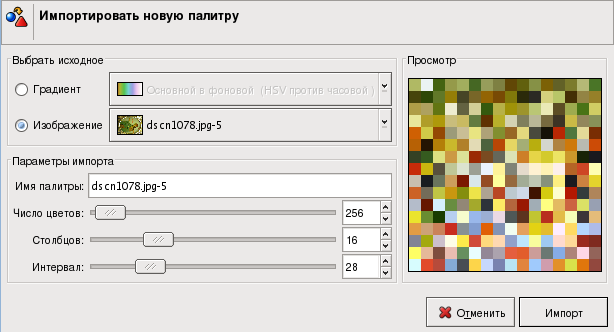 Импортировать новую палитру
Выбрать исходное
Градиент
Основной в фоновой (HSV против часовой )
Изображение
dscn1078.jpg-5
Просмотр
Параметры импорта
Имя палитры:
dscn1078.jpg-5
Число цветов:
256
Столбцов:
16
Интервал:
28
Отменить
Импорт